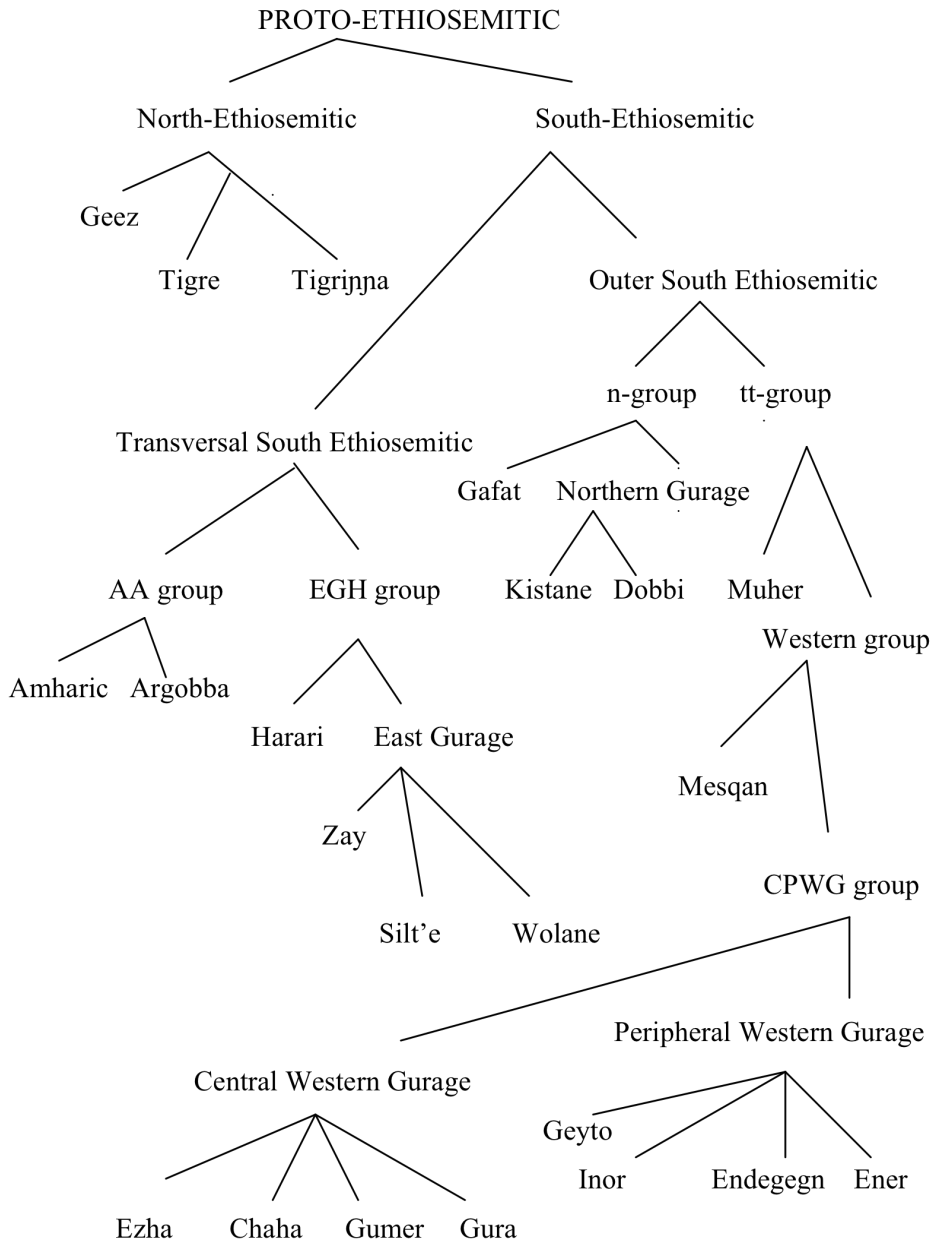 PROTO-ETHIOSEMITIC
North-Ethiosemitic South-Ethiosemitic
Geez
Tigre Tigriɲɲa
Outer South Ethiosemitic
n-group tt-group
Transversal South Ethiosemitic
Gafat Northern Gurage
AA group EGH group Kistane Dobbi Muher
Western group
Amharic Argobba
Harari East Gurage
Mesqan
Zay
CPWG group
Silt’e Wolane
Peripheral Western Gurage
Central Western Gurage
Geyto
Inor Endegegn Ener
Ezha Chaha Gumer Gura